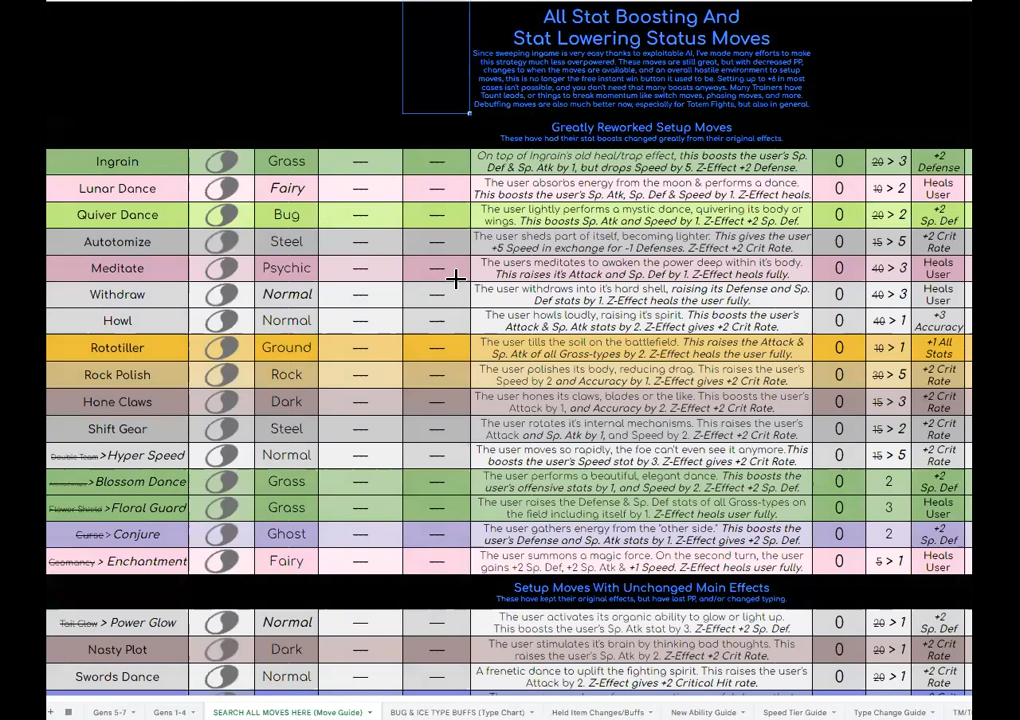 All Stat Boosting And
Stat Lowering Status Moves
Since sweeping ingame is very easy thanks to exploitable AI, I've made many efforts to make
this strategy much less overpowered. These moves are still great, but with decreased PP,
changes to when the moves are available, and an overall hostile environment to setup
moves, this is no longer the free instant win button it used to be. Setting up to +6 in most
cases isn't possible, and you don't need that many boosts anyways. Many Trainers have
Taunt leads, or things to break momentum like switch moves, phasing moves, and more.
Debuffing moves are also much better now, especially for Totem Fights, but also in general.
Greatly Reworked Setup Moves
These have had their stat boosts changed greatly from their original effects.
Ingrain Grass — — On top of Ingrain's old heal/trap effect, this boosts the user's Sp. 0 20 > 3 +2
Def & Sp. Atk by 1, but drops Speed by 5. Z-Effect +2 Defense. Defense
Lunar Dance Fairy — — The user absorbs energy from the moon & performs a dance. 0 10 > 2 Heals
This boosts the user's Sp. Atk, Sp. Def & Speed by 1. Z-Effect heals. User
Quiver Dance Bug — — The user lightly performs a mystic dance, quivering its body or 0 20 > 2 +2
wings. This boosts Sp. Atk and Speed by 1. Z-Effect +2 Sp. Def. Sp. Def
Autotomize Steel — — The user sheds part of itself, becoming lighter. This gives the user 0 15 > 5 +2 Crit
+5 Speed in exchange for -1 Defenses. Z-Effect +2 Crit Rate. Rate
Meditate Psychic — — The users meditates to awaken the power deep within it's body. 0 40 > 3 Heals
This raises it's Attack and Sp. Def by 1. Z-Effect heals fully. User
Withdraw Normal — — The user withdraws into it's hard shell, raising its Defense and Sp. 0 40 > 3 Heals
Def stats by 1. Z-Effect heals the user fully. User
Howl Normal — — The user howls loudly, raising it's spirit. This boosts the user's 0 40 > 1 +3
Attack & Sp. Atk stats by 2. Z-Effect gives +2 Crit Rate. Accuracy
Rototiller Ground — — The user tills the soil on the battlefield. This raises the Attack & 0 10 > 1 +1 All
Sp. Atk of all Grass-types by 2. Z-Effect heals the user fully. Stats
Rock Polish Rock — — The user polishes its body, reducing drag. This raises the user's 0 30 > 5 +2 Crit
Speed by 2 and Accuracy by 1. Z-Effect gives +2 Crit Rate. Rate
Hone Claws Dark — — The user hones its claws, blades or the like. This boosts the user's 0 15 > 3 +2 Crit
Attack by 1, and Accuracy by 2. Z-Effect +2 Crit Rate. Rate
Shift Gear Steel — — The user rotates it's internal mechanisms. This raises the user's 0 15 > 2 +2 Crit
Attack and Sp. Atk by 1, and Speed by 2. Z-Effect +2 Crit Rate. Rate
Double Team > Hyper Speed Normal — — The user moves so rapidly, the foe can't even see it anymore.This 0 15 > 5 +2 Crit
boosts the user's Speed stat by 3. Z-Effect gives +2 Crit Rate. Rate
>Blossom Dance Grass — — The user performs a beautiful, elegant dance. This boosts the 0 2 +2
user's offensive stats by 1, and Speed by 2. Z-Effect +2 Sp. Def. Sp. Def
Flower Shield > Floral Guard Grass — — The user raises the Defense & Sp. Def stats of all Grass-types on 0 3 Heals
the field including itself by 1. Z-Effect heals user fully. User
Curse > Conjure Ghost — — The user gathers energy from the "other side." This boosts the 0 2 +2
user's Defense and Sp. Atk stats by 1. Z-Effect +2 Sp. Def. Sp. Def
Geomancy > Enchantment Fairy — — The user summons a magic force. On the second turn, the user 0 5 > 1 Heals
gains +2 Sp. Def, +2 Sp. Atk & +1 Speed. Z-Effect heals user fully. User
Setup Moves With Unchanged Main Effects
These have kept their original effects, but have lost PP, and/or changed typing.
Tail Glow > Power Glow Normal — — The user activates its organic ability to glow or light up. 0 20 > 1 +2
This boosts the user's Sp. Atk stat by 3. Z-Effect +2 Sp. Def. Sp. Def
Nasty Plot Dark — — The user stimulates it's brain by thinking bad thoughts. This 0 20 > 1 +2 Crit
raises the user's Sp. Atk by 2. Z-Effect +2 Crit Rate. Rate
Swords Dance Normal — — A frenetic dance to uplift the fighting spirit. This raises the user's 0 20 > 1 +2 Crit
Attack by 2. Z-Effect gives +2 Critical Hit rate. Rate
+ Gens 5-7 Gens 1-4 SEARCH ALL MOVES HERE (Move Guide) BUG & ICE TYPE BUFFS (Type Chart) Held Item Changes/Buffs New Ability Guide Speed Tier Guide Type Change Guide TM/T